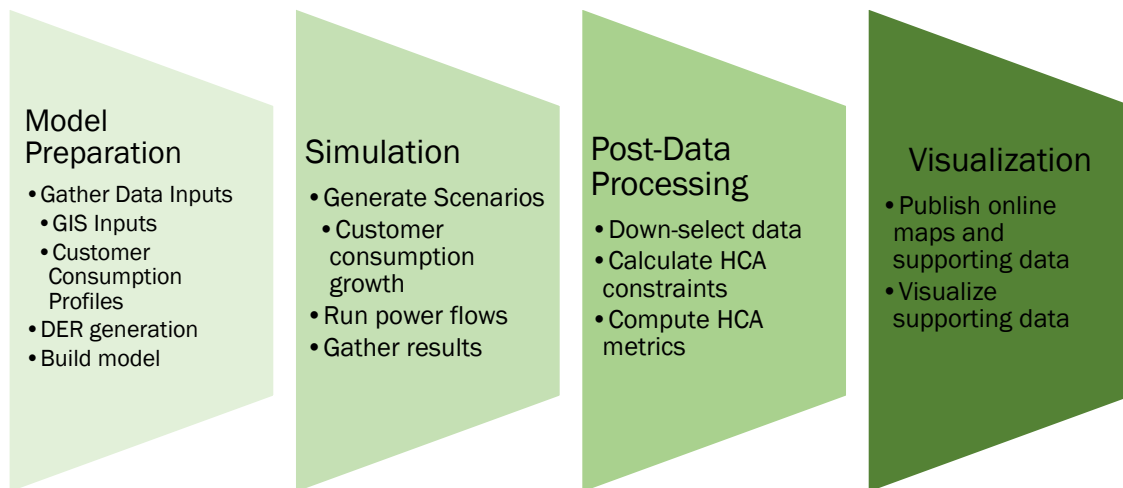 Model
Preparation
• Gather Data Inputs
• GIS Inputs
• Customer
Consumption
Profiles
• DER generation
• Build model
Simulation
• Generate Scenarios
• Customer
consumption
growth
• Run power flows
• Gather results
Post-Data
Processing
• Down-select data
• Calculate HCA
constraints
• Compute HCA
metrics
Visualization
• Publish online
maps and
supporting data
• Visualize
supporting data